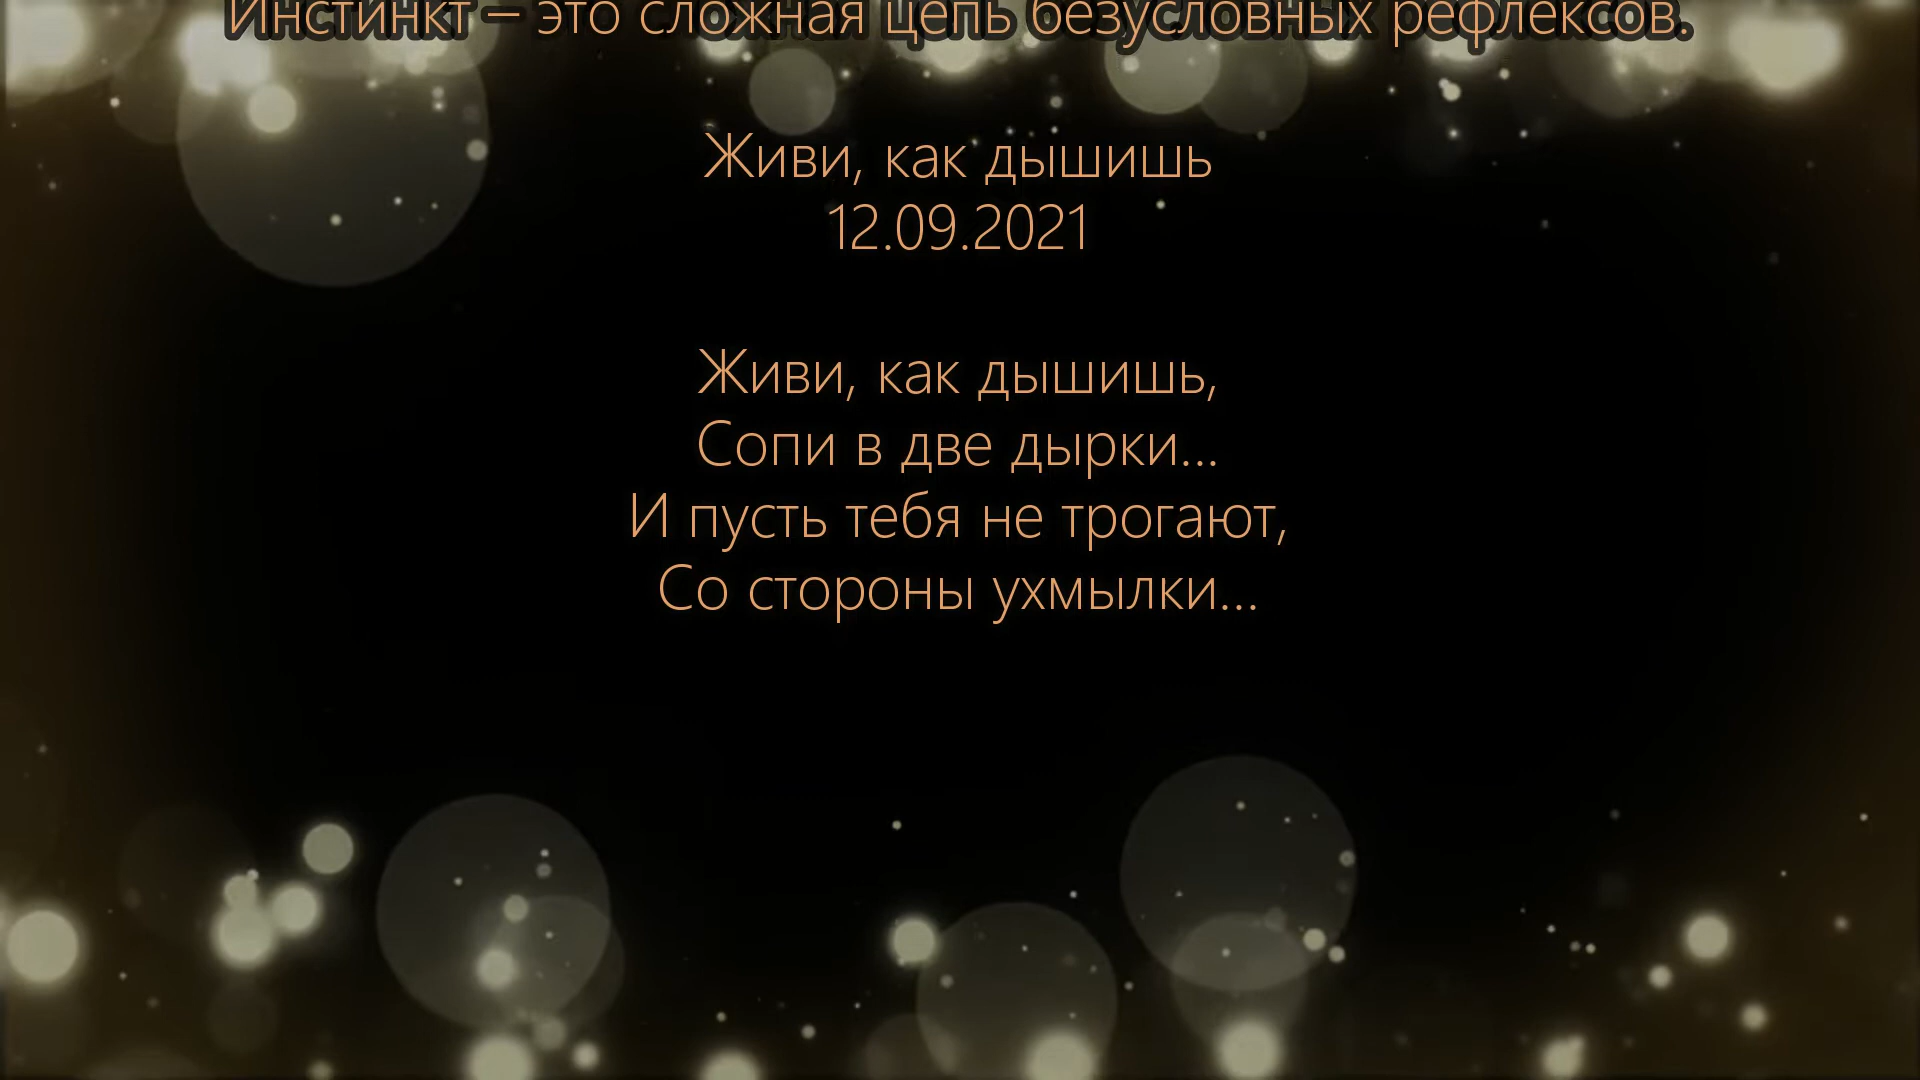 Инстинкт – это сложная цепь безусловных рефлексов.
Живи, как дышишь
12.09.2021
Живи, как дышишь,
Сопи в две дырки...
И пусть тебя не трогают,
Со стороны ухмылки...